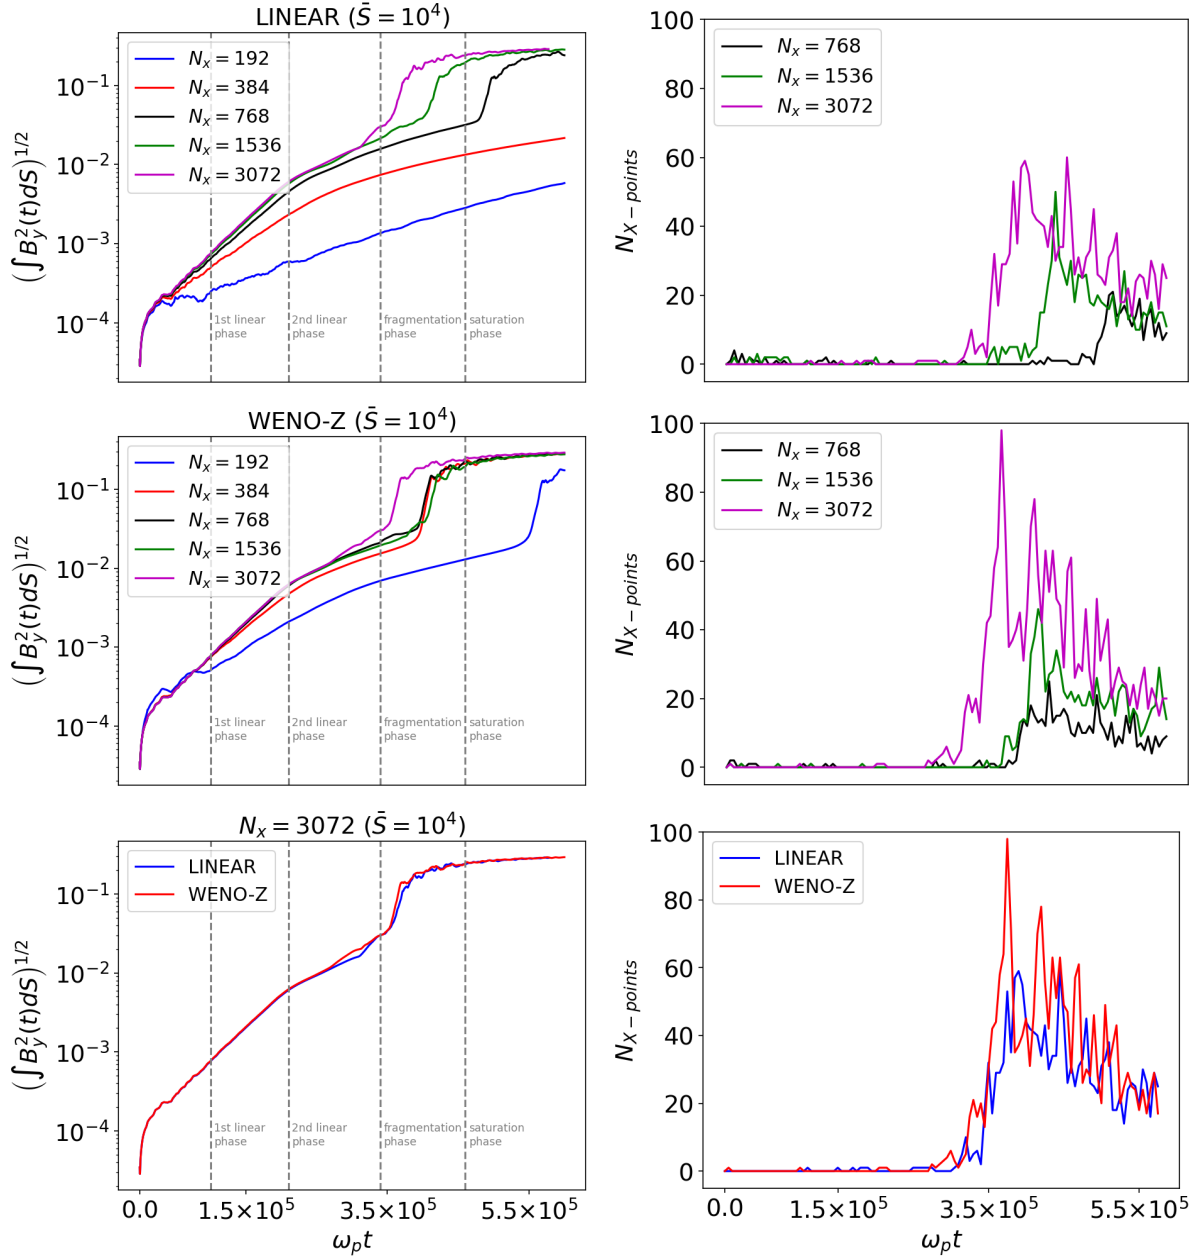 LINEAR (S̄ = 10⁴)
(∫B_y²(t)dS)^{1/2}
10⁻¹
10⁻²
10⁻³
10⁻⁴
N_x = 192
N_x = 384
N_x = 768
N_x = 1536
N_x = 3072
1st linear
phase
2nd linear
phase
fragmentation
phase
saturation
phase
N_{X−points}
100
80
60
40
20
0
N_x = 768
N_x = 1536
N_x = 3072
WENO-Z (S̄ = 10⁴)
(∫B_y²(t)dS)^{1/2}
10⁻¹
10⁻²
10⁻³
10⁻⁴
N_x = 192
N_x = 384
N_x = 768
N_x = 1536
N_x = 3072
1st linear
phase
2nd linear
phase
fragmentation
phase
saturation
phase
N_{X−points}
100
80
60
40
20
0
N_x = 768
N_x = 1536
N_x = 3072
N_x = 3072 (S̄ = 10⁴)
(∫B_y²(t)dS)^{1/2}
10⁻¹
10⁻²
10⁻³
10⁻⁴
LINEAR
WENO-Z
1st linear
phase
2nd linear
phase
fragmentation
phase
saturation
phase
0.0 1.5×10⁵ 3.5×10⁵ 5.5×10⁵
ω_p t
N_{X−points}
100
80
60
40
20
0
LINEAR
WENO-Z
0.0 1.5×10⁵ 3.5×10⁵ 5.5×10⁵
ω_p t